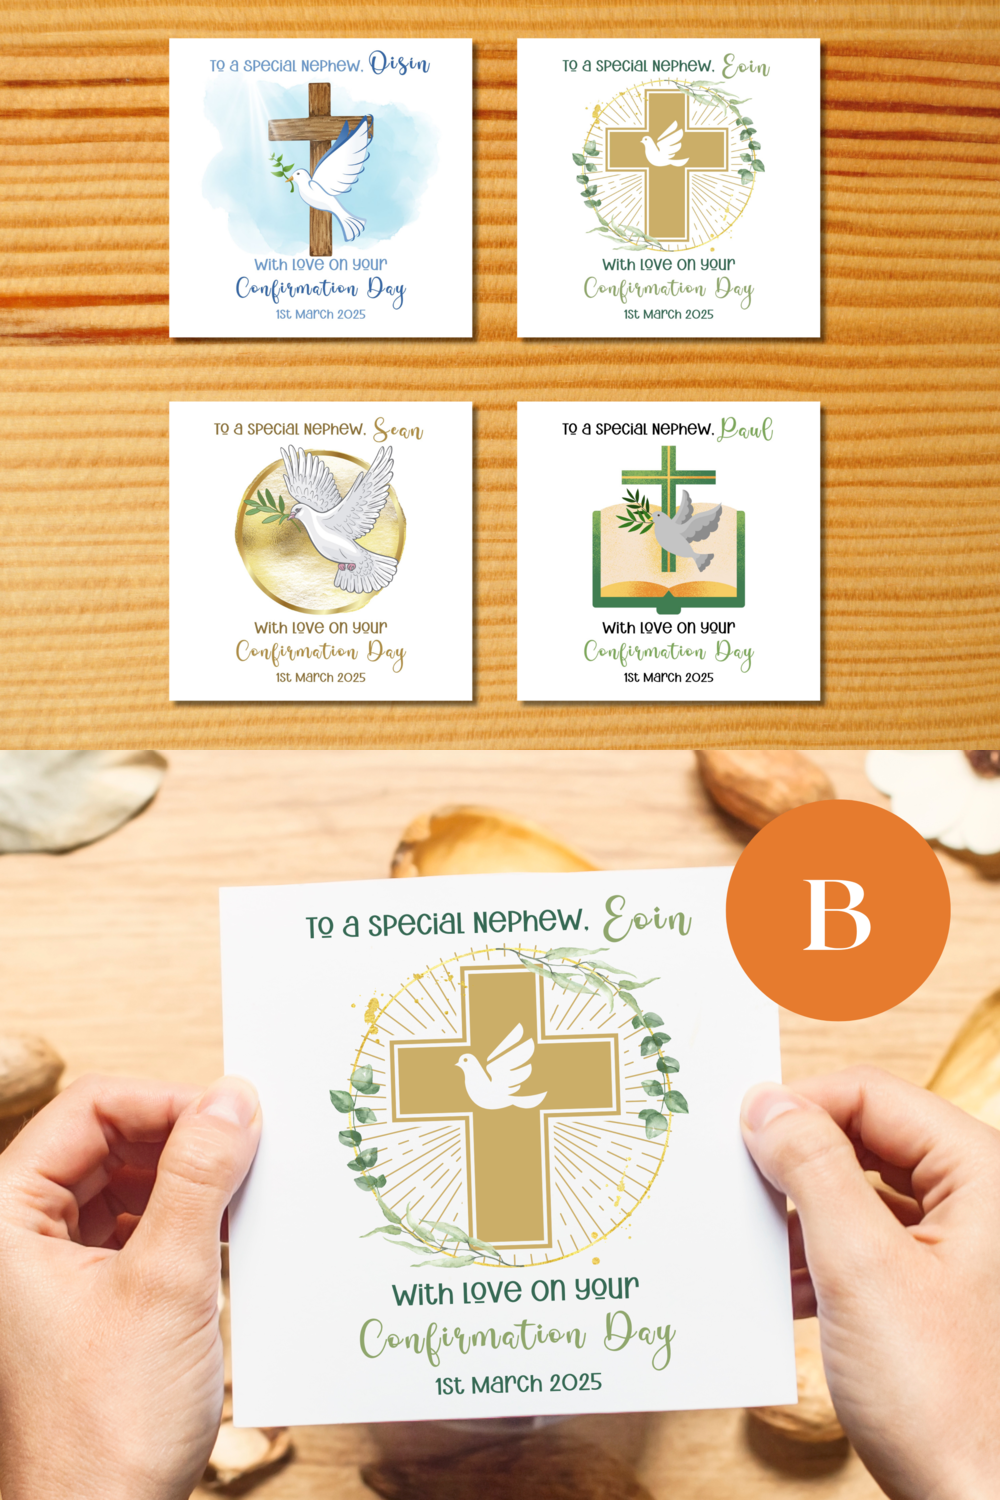 To a Special Nephew, Oisin
With Love on your
Confirmation Day
1st March 2025
To a Special Nephew, Eoin
With Love on your
Confirmation Day
1st March 2025
To a Special Nephew, Sean
With Love on your
Confirmation Day
1st March 2025
To a Special Nephew, Paul
With Love on your
Confirmation Day
1st March 2025
B
To a Special Nephew, Eoin
With Love on your
Confirmation Day
1st March 2025